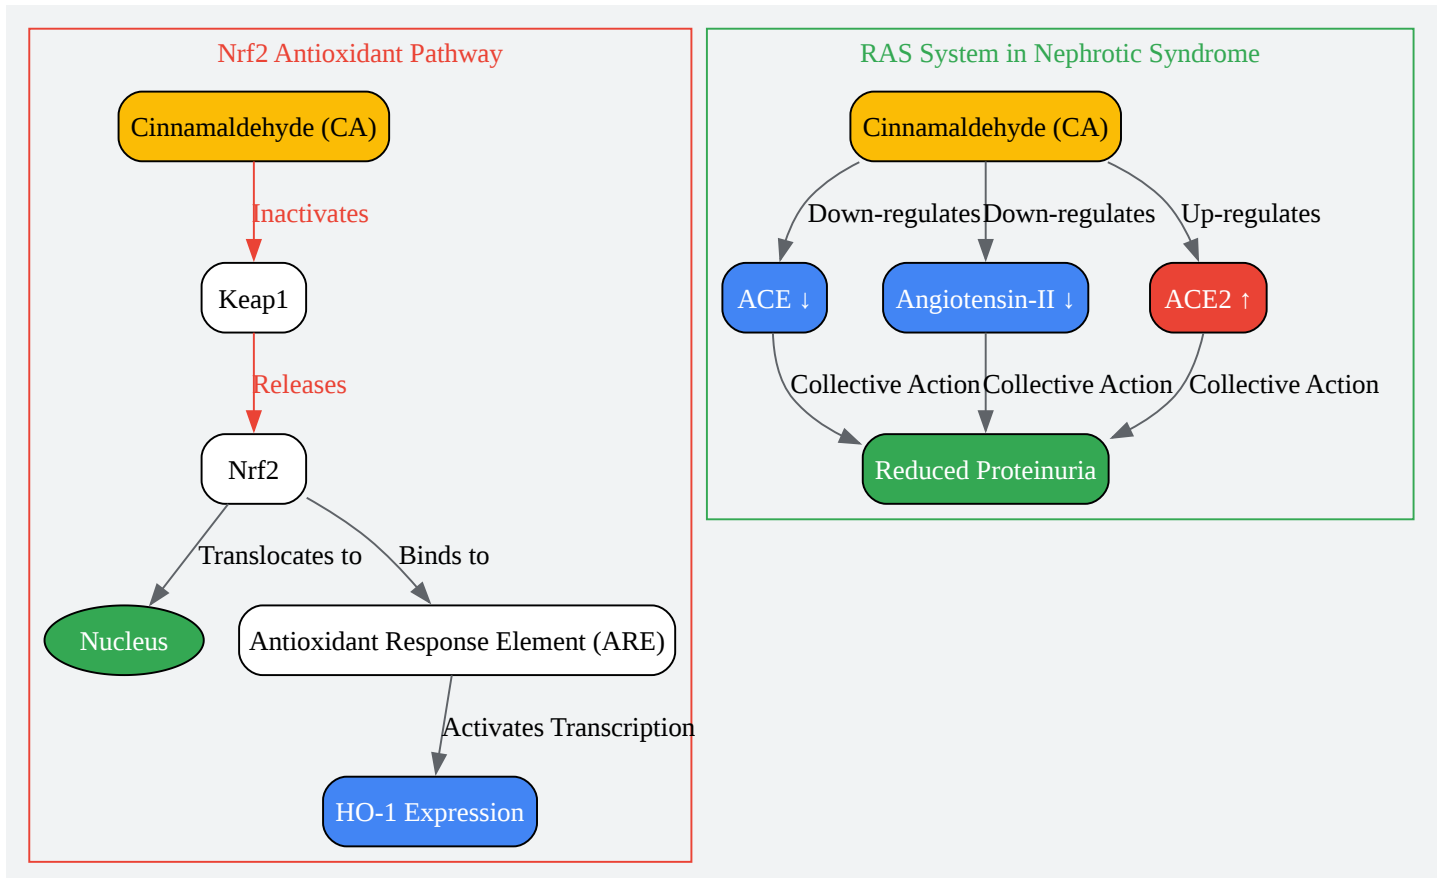 Nrf2 Antioxidant Pathway
Cinnamaldehyde (CA)
Inactivates
Keap1
Releases
Nrf2
Translocates to
Binds to
Nucleus
Antioxidant Response Element (ARE)
Activates Transcription
HO-1 Expression
RAS System in Nephrotic Syndrome
Cinnamaldehyde (CA)
Down-regulates
Down-regulates
Up-regulates
ACE ↓
Angiotensin-II ↓
ACE2 ↑
Collective Action
Collective Action
Collective Action
Reduced Proteinuria